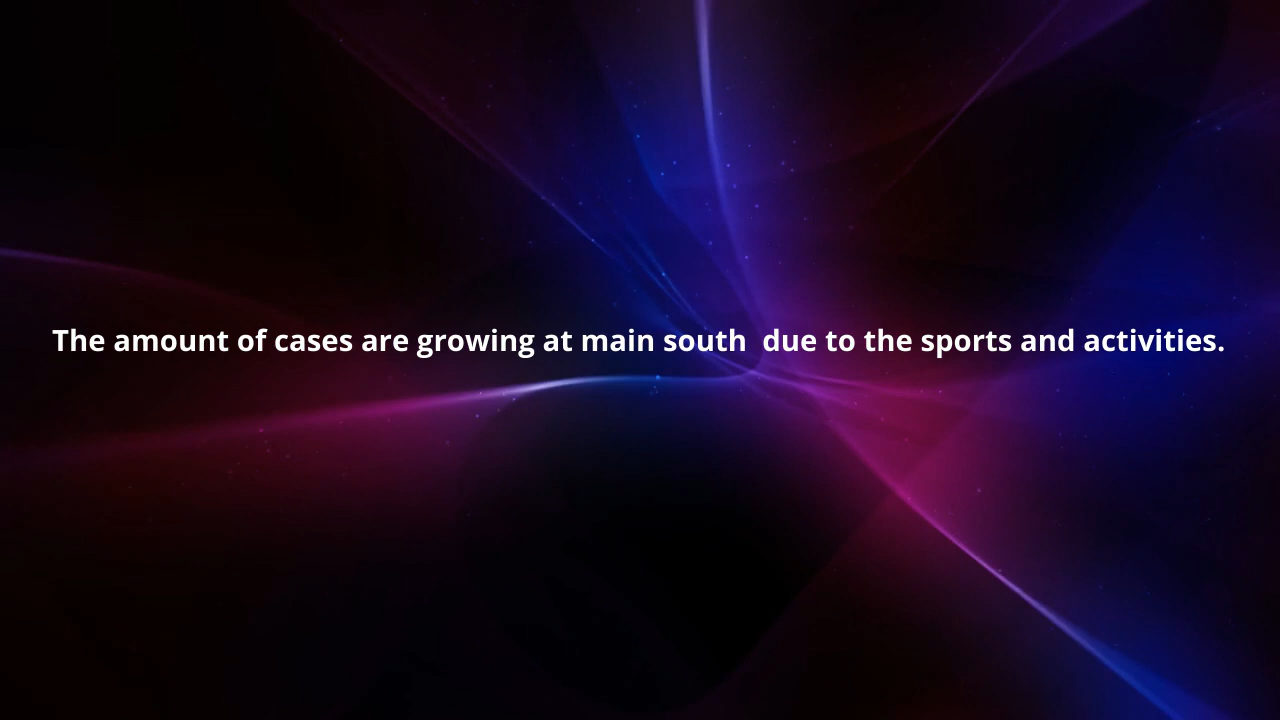 The amount of cases are growing at main south  due to the sports and activities.